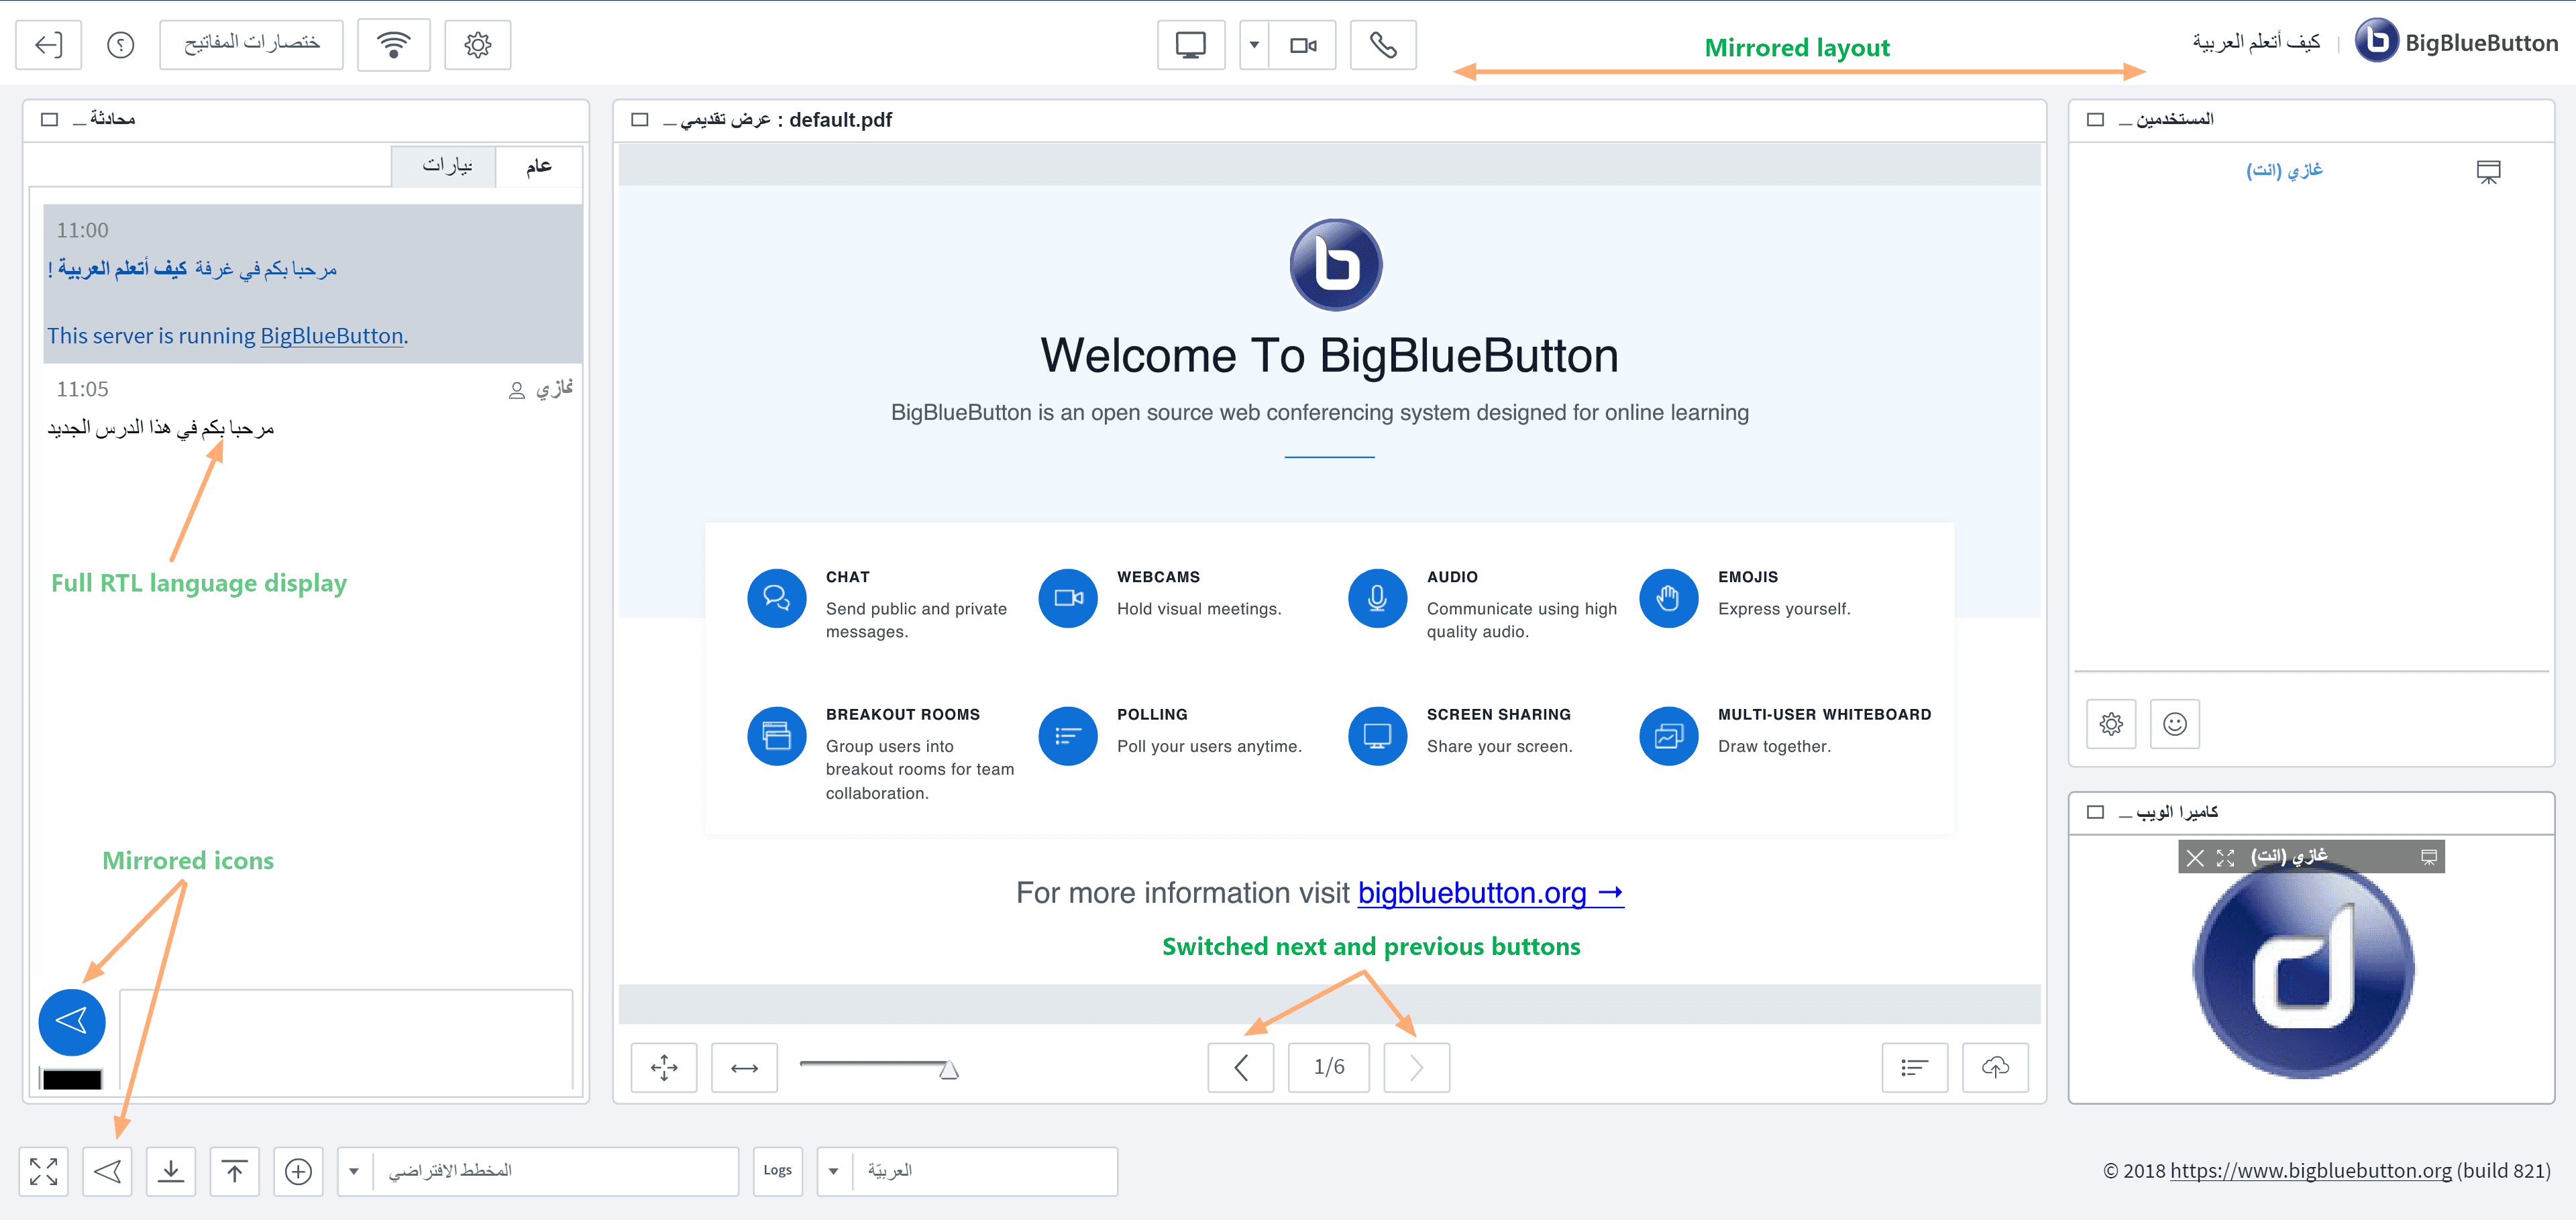 ختصارات المفاتيح
Mirrored layout
كيف أتعلم العربية
BigBlueButton
محادثة
عام
خيارات
11:00
مرحبا بكم في غرفة كيف أتعلم العربية !
This server is running BigBlueButton.
11:05
غازي
مرحبا بكم في هذا الدرس الجديد
Full RTL language display
Mirrored icons
عرض تقديمي : default.pdf
Welcome To BigBlueButton
BigBlueButton is an open source web conferencing system designed for online learning
CHAT
Send public and private
messages.
WEBCAMS
Hold visual meetings.
AUDIO
Communicate using high
quality audio.
EMOJIS
Express yourself.
BREAKOUT ROOMS
Group users into
breakout rooms for team
collaboration.
POLLING
Poll your users anytime.
SCREEN SHARING
Share your screen.
MULTI-USER WHITEBOARD
Draw together.
For more information visit bigbluebutton.org →
Switched next and previous buttons
1/6
المستخدمين
غازي (انت)
كاميرا الويب
غازي (انت)
المخطط الافتراضي
Logs
العربيّة
© 2018 https://www.bigbluebutton.org (build 821)